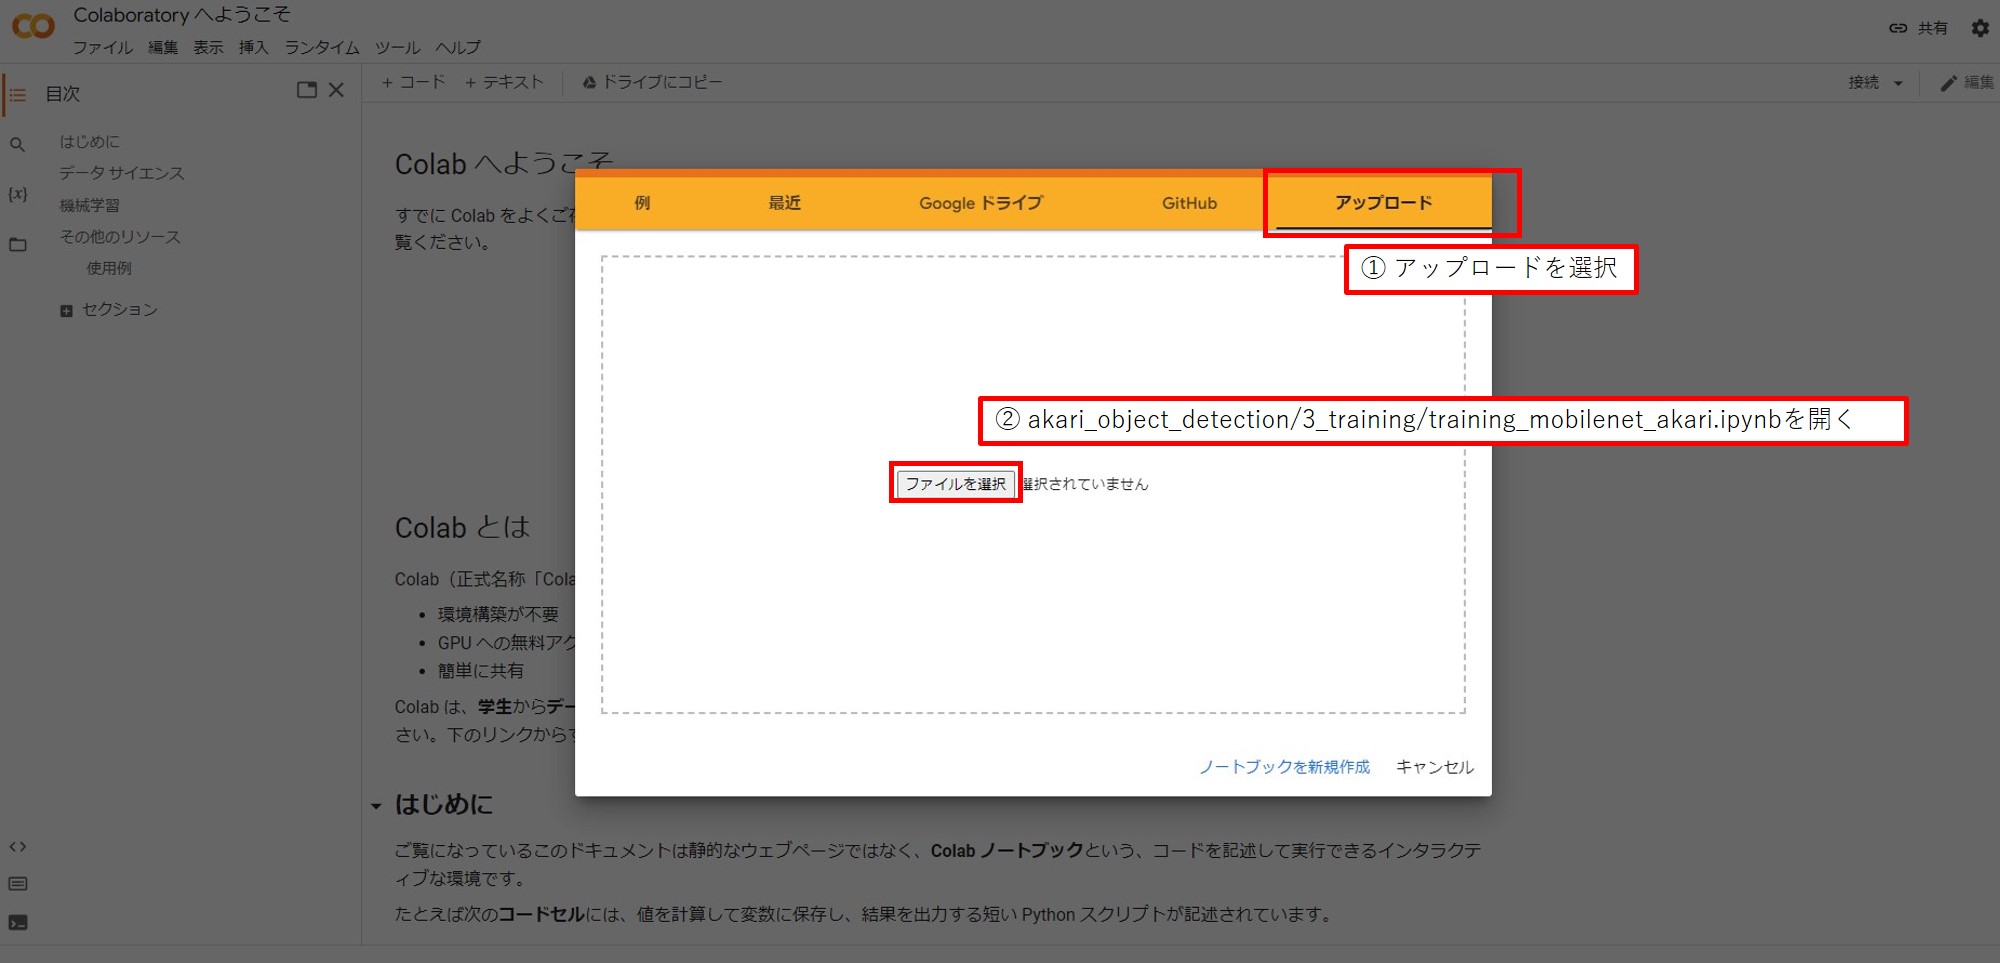 Colaboratory へようこそ
ファイル 編集 表示 挿入 ランタイム ツール ヘルプ
共有
目次
+ コード + テキスト ドライブにコピー
接続 編集
はじめに
データ サイエンス
機械学習
その他のリソース
使用例
セクション
Colab へようこそ
すでに Colab をよくご存
覧ください。
例 最近 Google ドライブ GitHub アップロード
① アップロードを選択
② akari_object_detection/3_training/training_mobilenet_akari.ipynbを開く
ファイルを選択 選択されていません
ノートブックを新規作成 キャンセル
Colab とは
Colab（正式名称「Cola
• 環境構築が不要
• GPU への無料アク
• 簡単に共有
Colab は、学生からデー
さい。下のリンクからす
はじめに
ご覧になっているこのドキュメントは静的なウェブページではなく、Colab ノートブックという、コードを記述して実行できるインタラクテ
ィブな環境です。
たとえば次のコードセルには、値を計算して変数に保存し、結果を出力する短い Python スクリプトが記述されています。